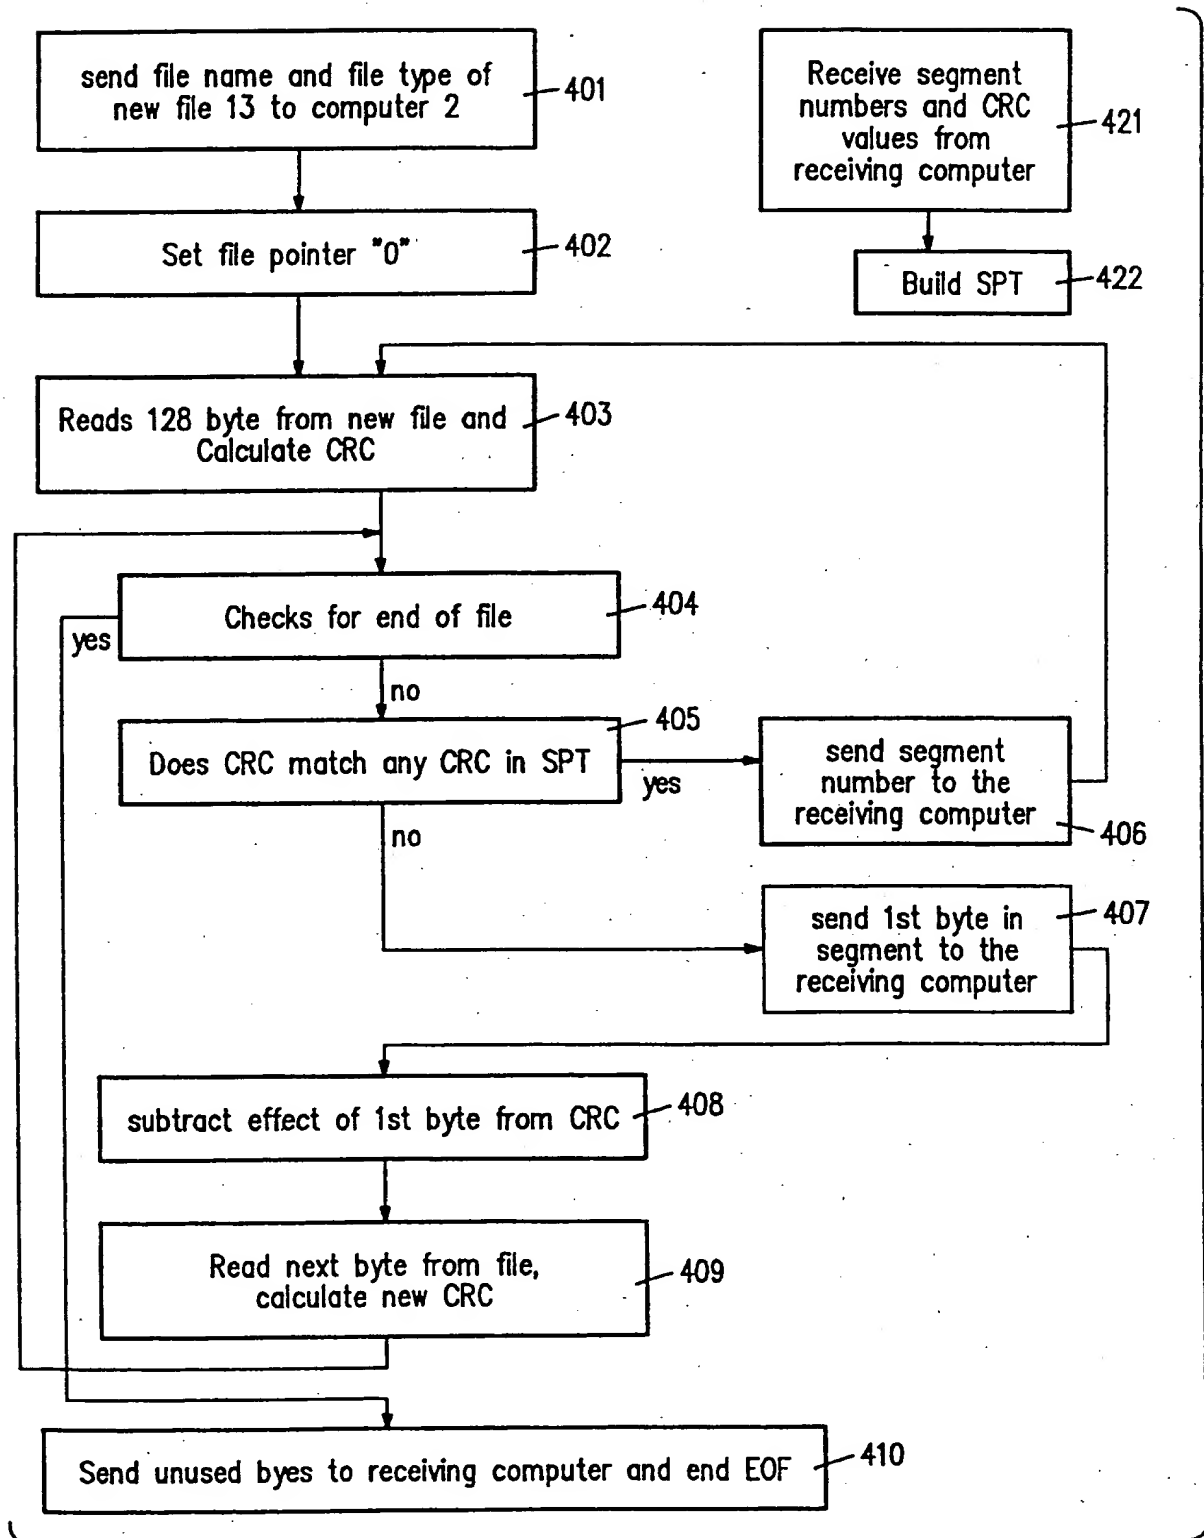 send file name and file type of
new file 13 to computer 2
401
Receive segment
numbers and CRC
values from
receiving computer
421
Set file pointer "0"
402
Build SPT
422
Reads 128 byte from new file and
Calculate CRC
403
Checks for end of file
404
yes
no
Does CRC match any CRC in SPT
405
yes
send segment
number to the
receiving computer
406
no
send 1st byte in
segment to the
receiving computer
407
subtract effect of 1st byte from CRC
408
Read next byte from file,
calculate new CRC
409
Send unused byes to receiving computer and end EOF
410